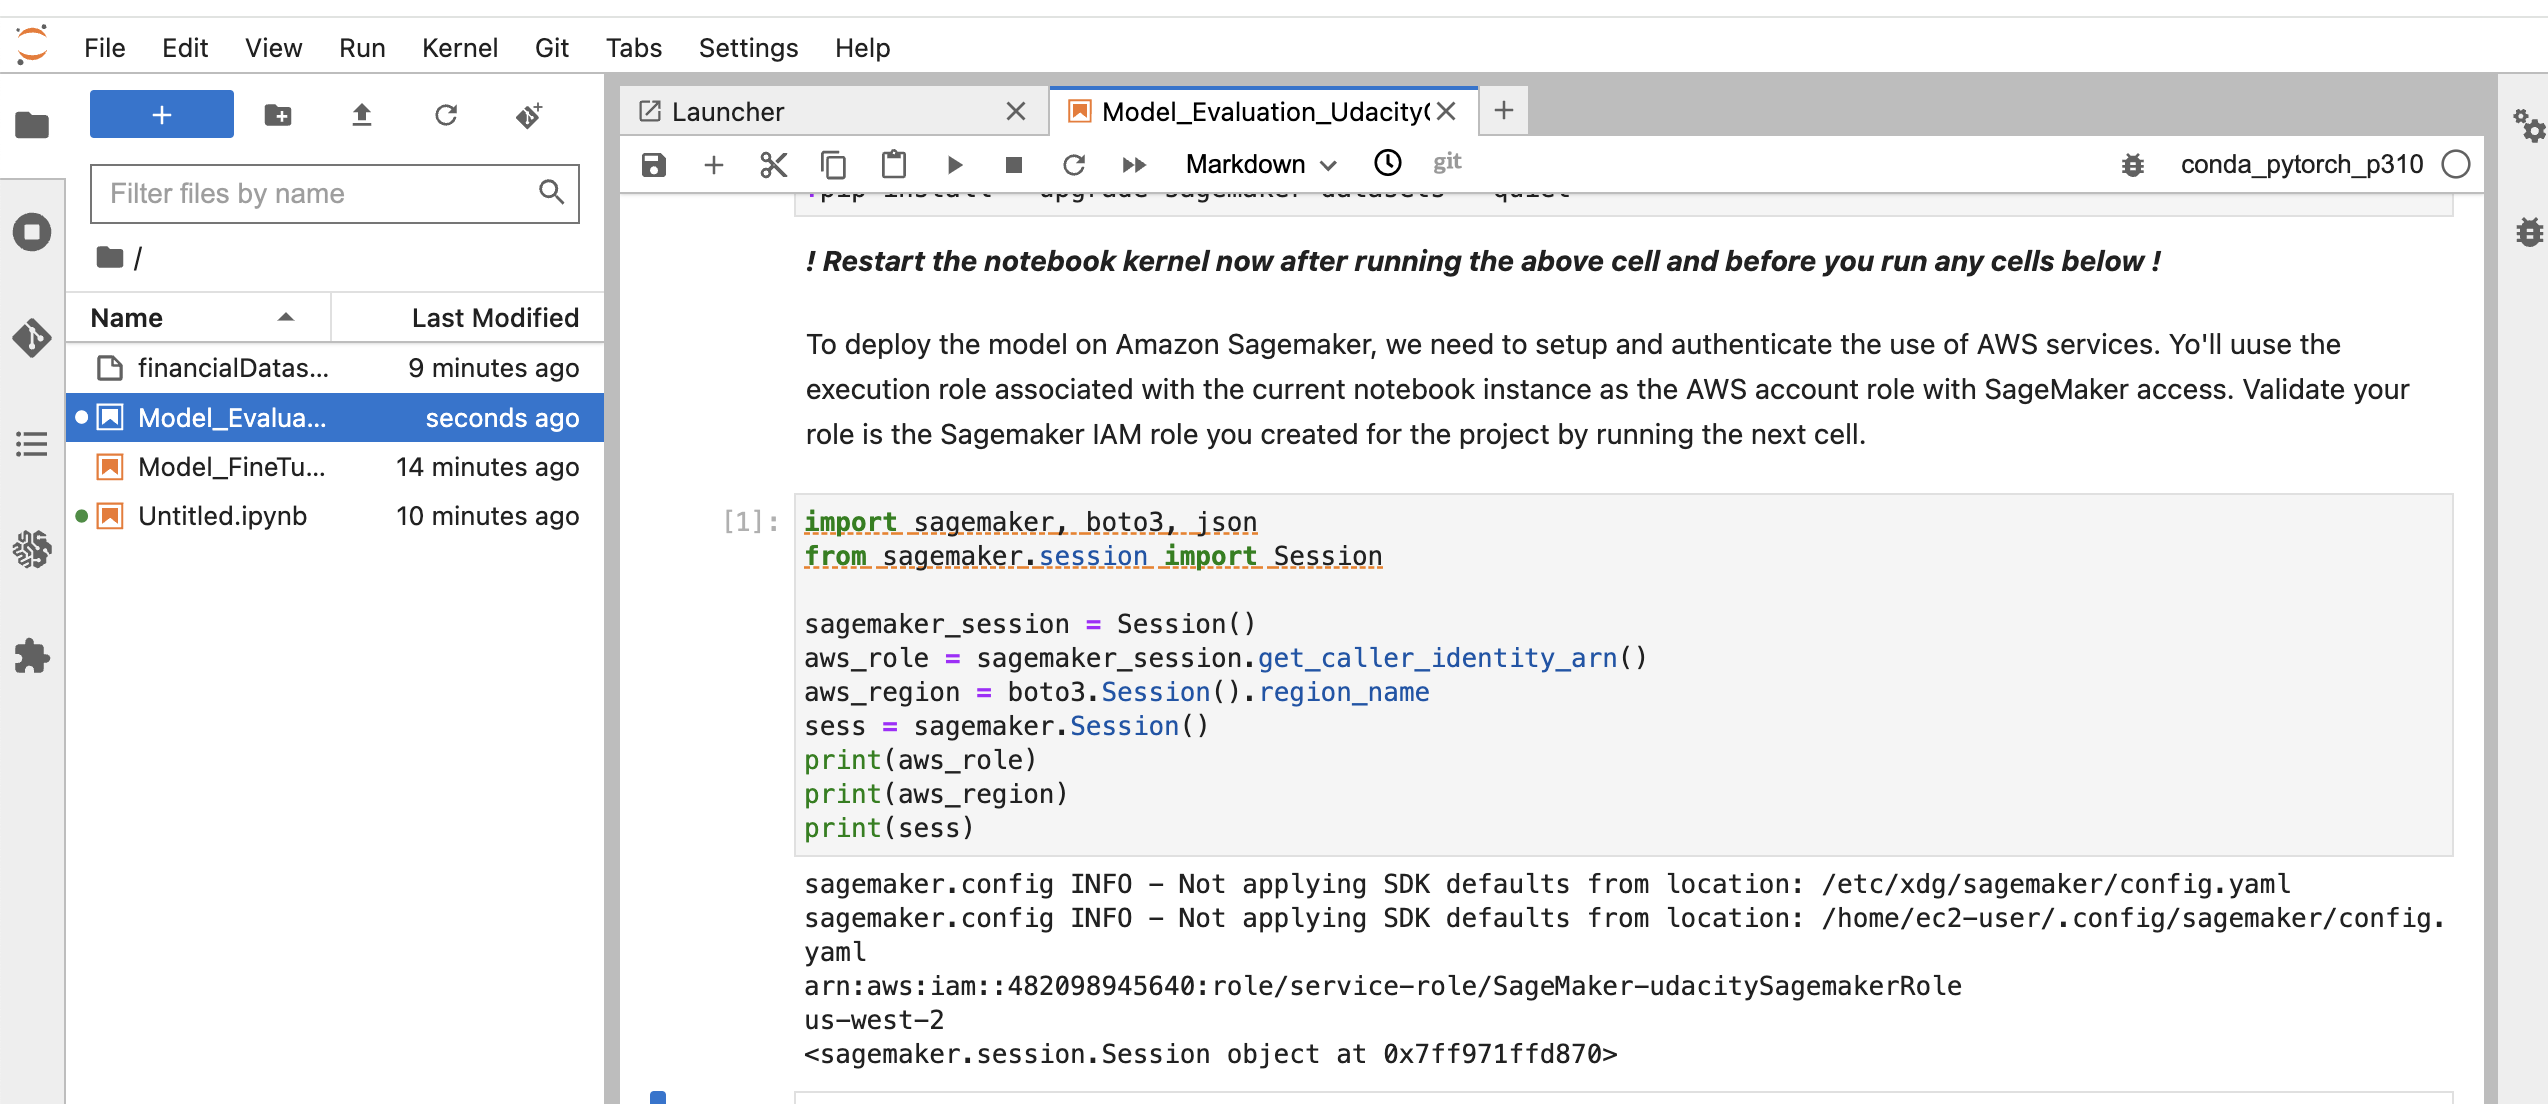 File Edit View Run Kernel Git Tabs Settings Help
Launcher
Model_Evaluation_Udacity
Filter files by name
Markdown
git
conda_pytorch_p310
/
Name Last Modified
financialDatas... 9 minutes ago
Model_Evalua... seconds ago
Model_FineTu... 14 minutes ago
Untitled.ipynb 10 minutes ago
!pip install --upgrade sagemaker datasets --quiet
! Restart the notebook kernel now after running the above cell and before you run any cells below !
To deploy the model on Amazon Sagemaker, we need to setup and authenticate the use of AWS services. Yo'll uuse the
execution role associated with the current notebook instance as the AWS account role with SageMaker access. Validate your
role is the Sagemaker IAM role you created for the project by running the next cell.
[1]:
import sagemaker, boto3, json
from sagemaker.session import Session
sagemaker_session = Session()
aws_role = sagemaker_session.get_caller_identity_arn()
aws_region = boto3.Session().region_name
sess = sagemaker.Session()
print(aws_role)
print(aws_region)
print(sess)
sagemaker.config INFO - Not applying SDK defaults from location: /etc/xdg/sagemaker/config.yaml
sagemaker.config INFO - Not applying SDK defaults from location: /home/ec2-user/.config/sagemaker/config.
yaml
arn:aws:iam::482098945640:role/service-role/SageMaker-udacitySagemakerRole
us-west-2
<sagemaker.session.Session object at 0x7ff971ffd870>